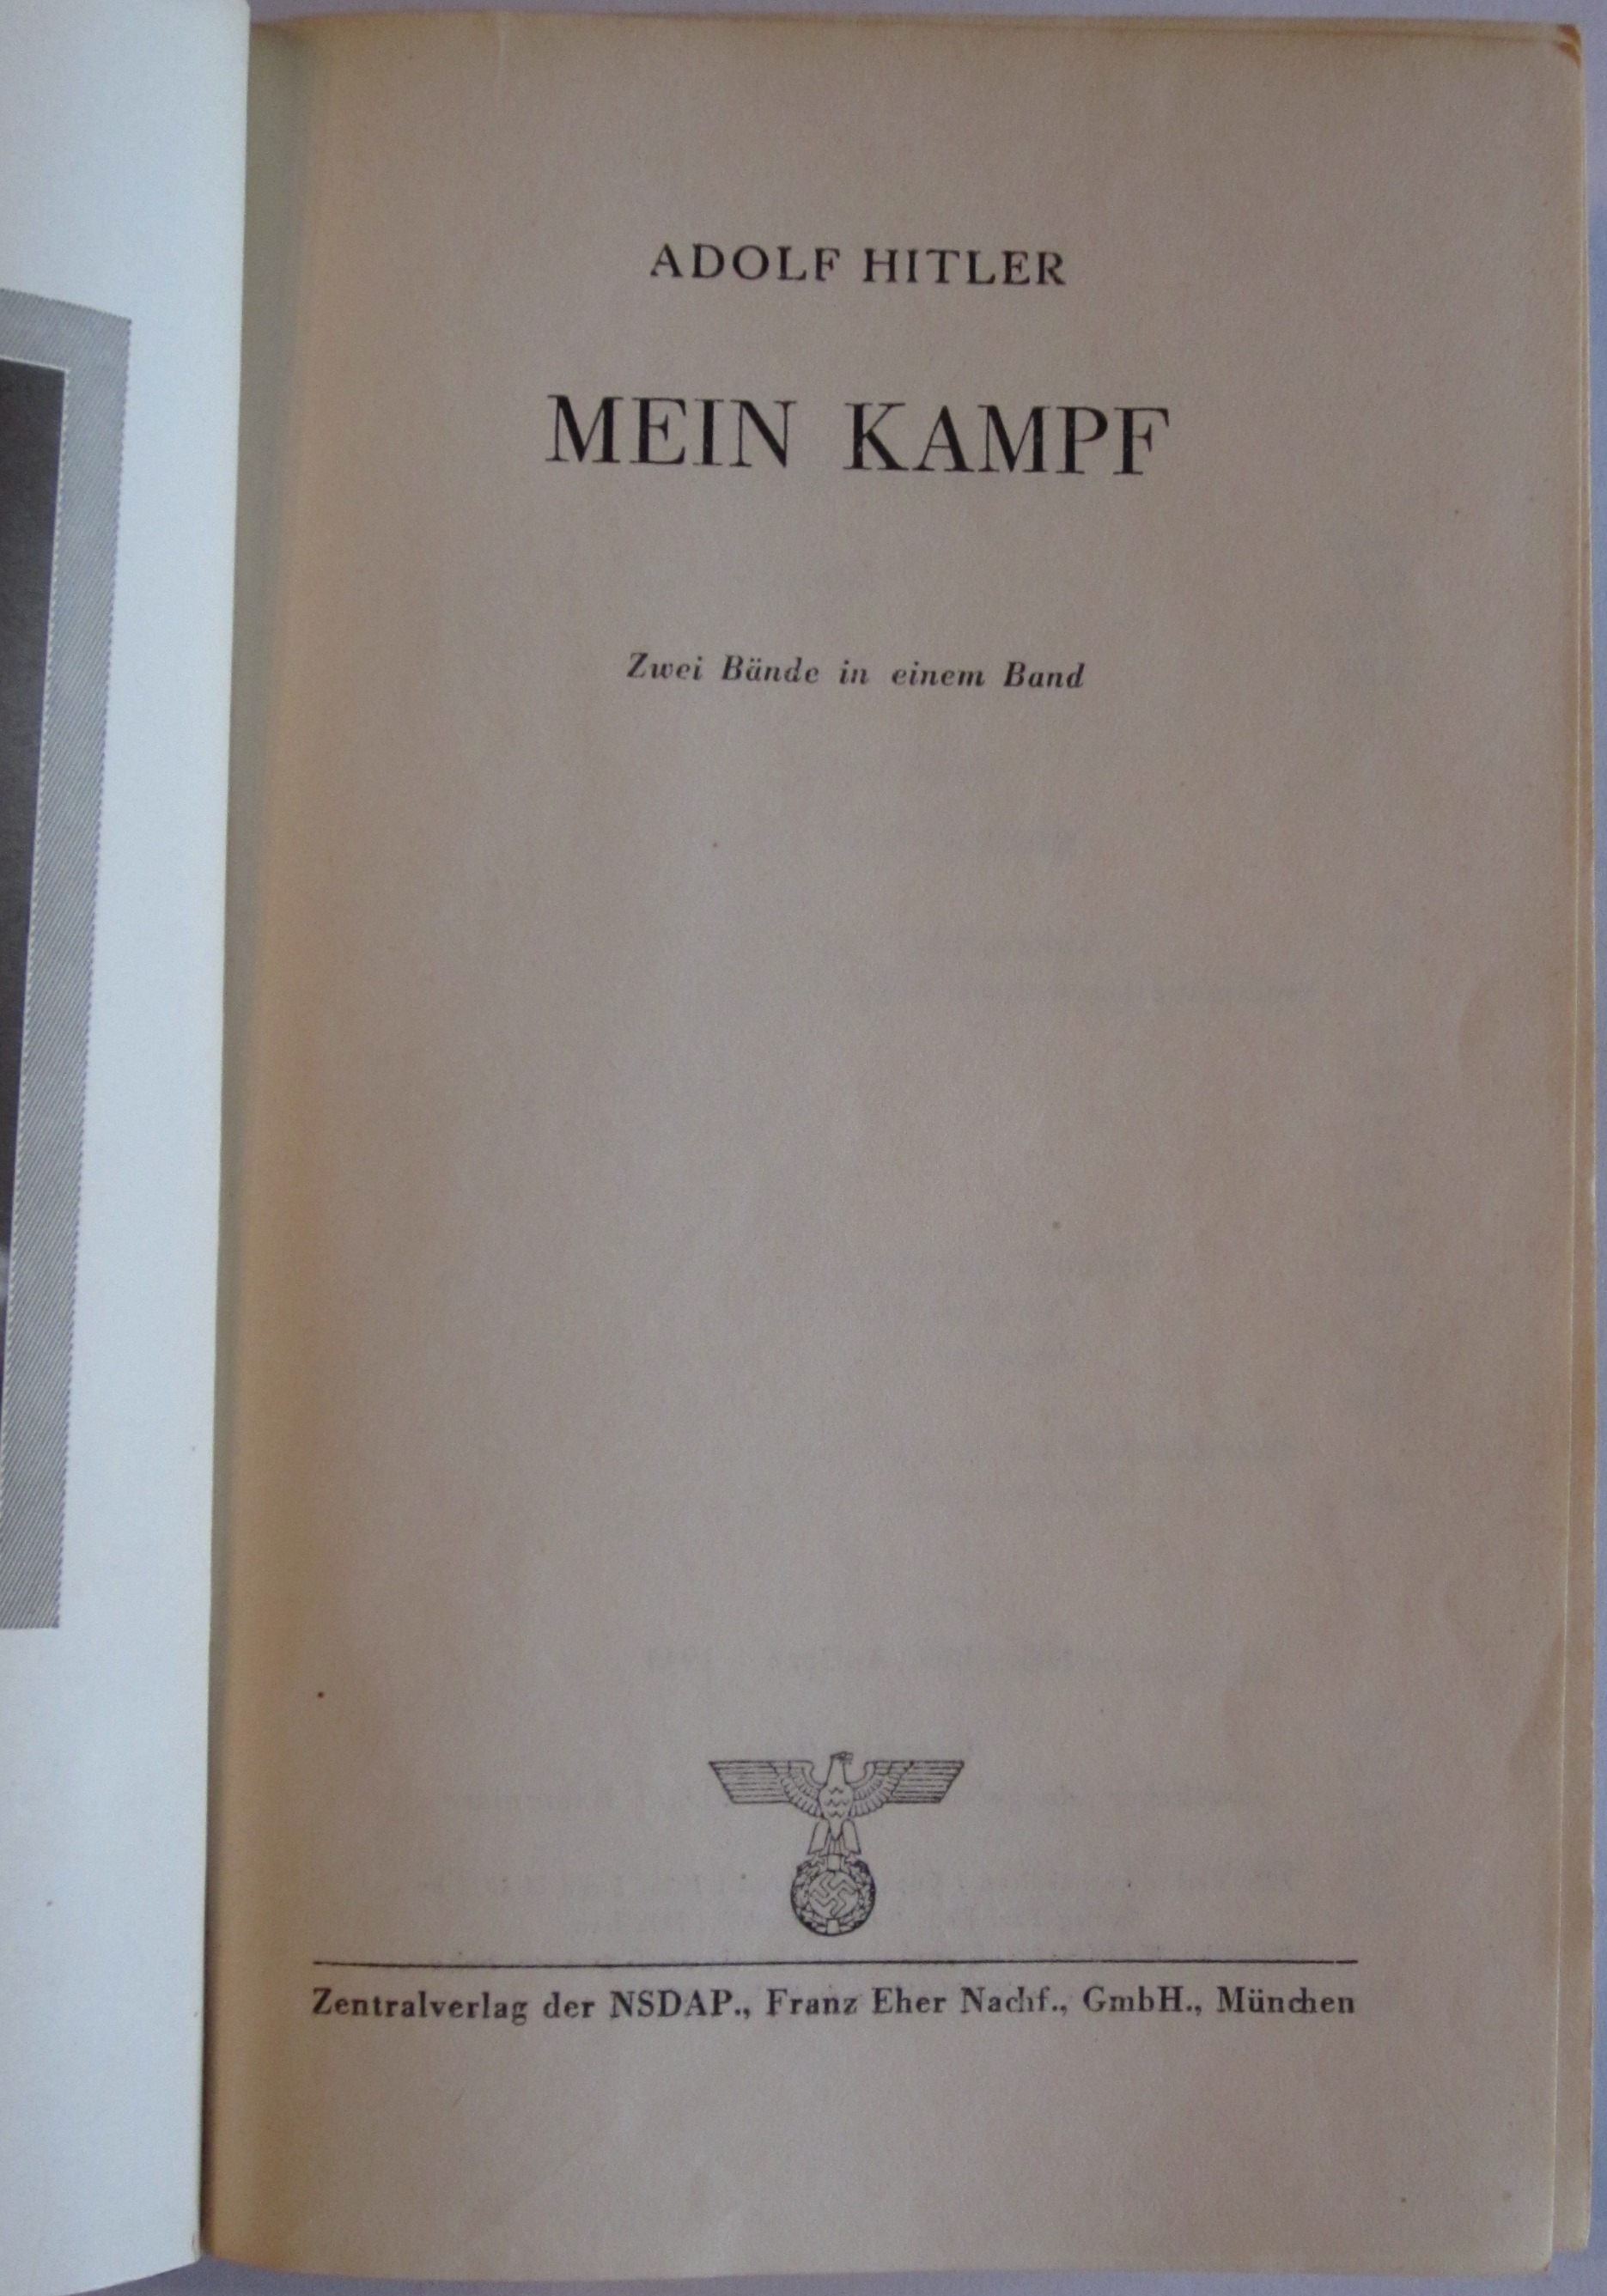 ADOLF HITLER
MEIN KAMPF
Zwei Bände in einem Band
Zentralverlag der NSDAP., Franz Eher Nachf., GmbH., München